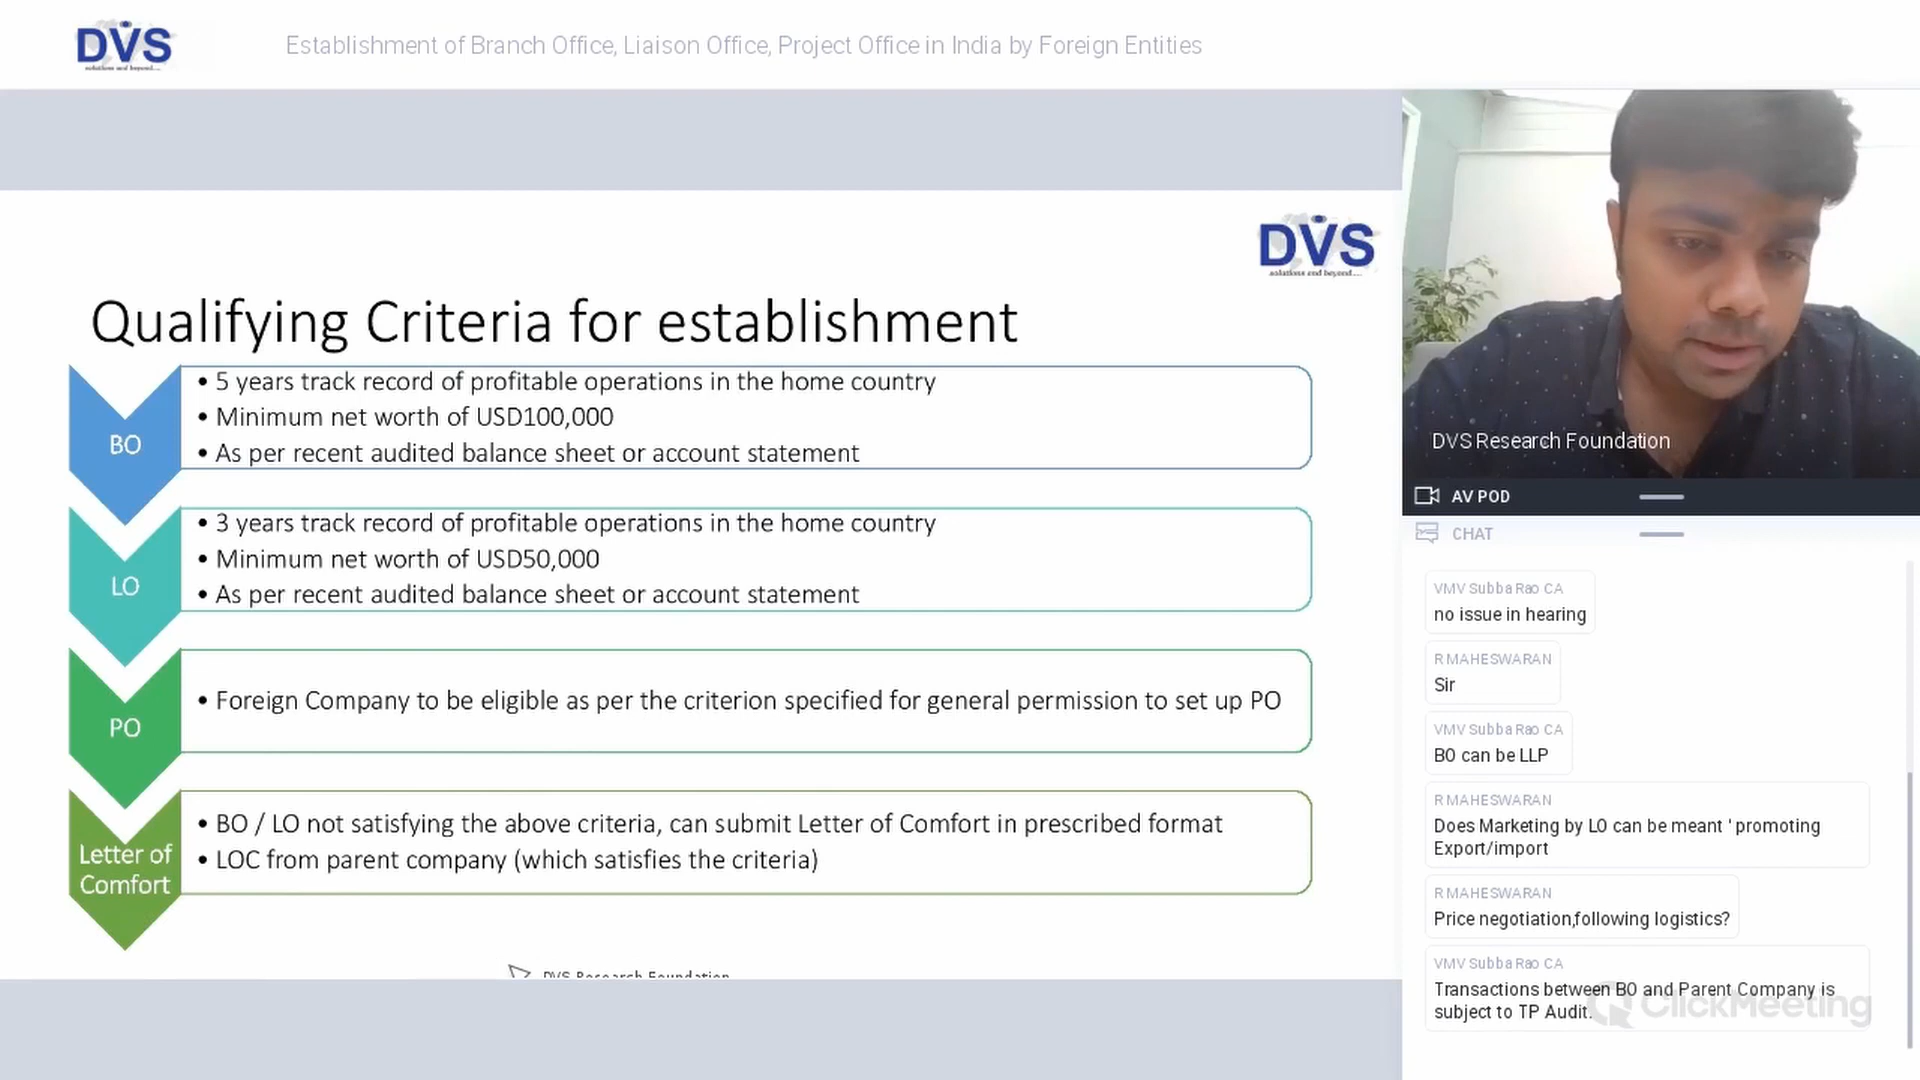 DVS
solutions and beyond....
Establishment of Branch Office, Liaison Office, Project Office in India by Foreign Entities
DVS
solutions and beyond....
Qualifying Criteria for establishment
BO
• 5 years track record of profitable operations in the home country
• Minimum net worth of USD100,000
• As per recent audited balance sheet or account statement
LO
• 3 years track record of profitable operations in the home country
• Minimum net worth of USD50,000
• As per recent audited balance sheet or account statement
PO
• Foreign Company to be eligible as per the criterion specified for general permission to set up PO
Letter of
Comfort
• BO / LO not satisfying the above criteria, can submit Letter of Comfort in prescribed format
• LOC from parent company (which satisfies the criteria)
DVS Research Foundation
DVS Research Foundation
AV POD
CHAT
VMV Subba Rao CA
no issue in hearing
R MAHESWARAN
Sir
VMV Subba Rao CA
BO can be LLP
R MAHESWARAN
Does Marketing by LO can be meant ' promoting
Export/import
R MAHESWARAN
Price negotiation,following logistics?
VMV Subba Rao CA
Transactions between BO and Parent Company is
subject to TP Audit.
ClickMeeting